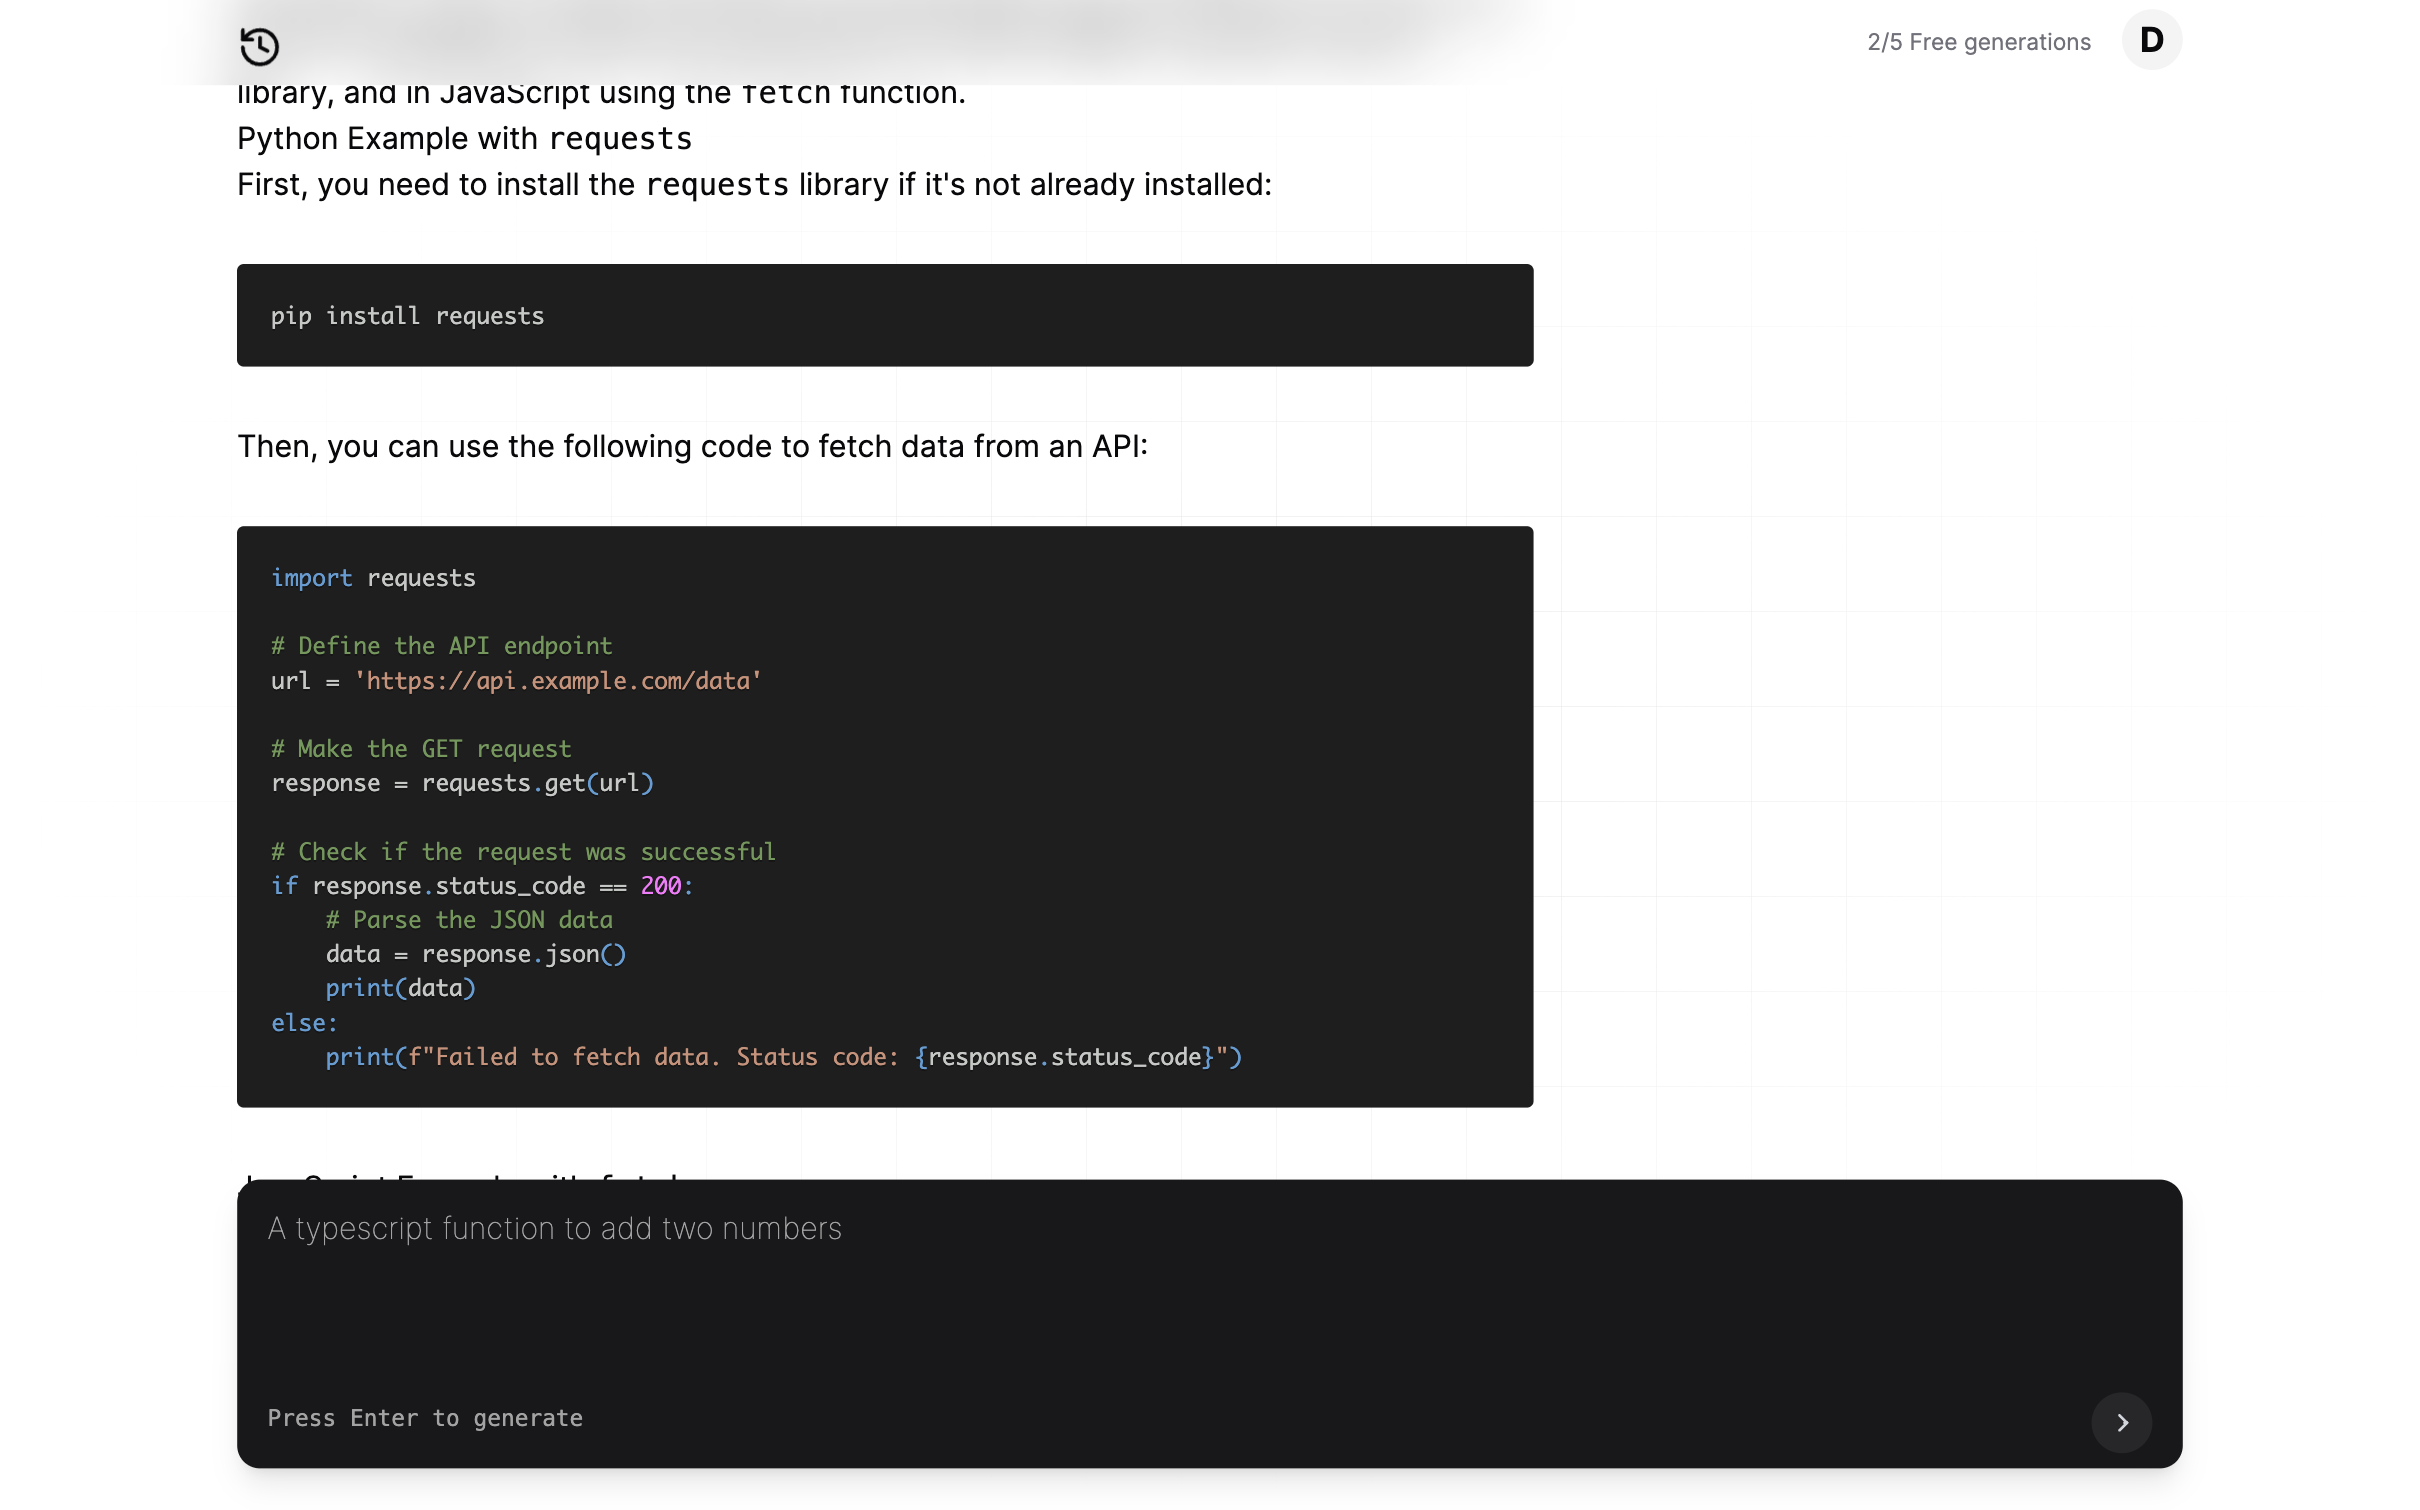 2/5 Free generations
D
library, and in JavaScript using the fetch function.
Python Example with requests
First, you need to install the requests library if it's not already installed:
pip install requests
Then, you can use the following code to fetch data from an API:
import requests
# Define the API endpoint
url = 'https://api.example.com/data'
# Make the GET request
response = requests.get(url)
# Check if the request was successful
if response.status_code == 200:
    # Parse the JSON data
    data = response.json()
    print(data)
else:
    print(f"Failed to fetch data. Status code: {response.status_code}")
JavaScript Example with fetch
A typescript function to add two numbers
Press Enter to generate